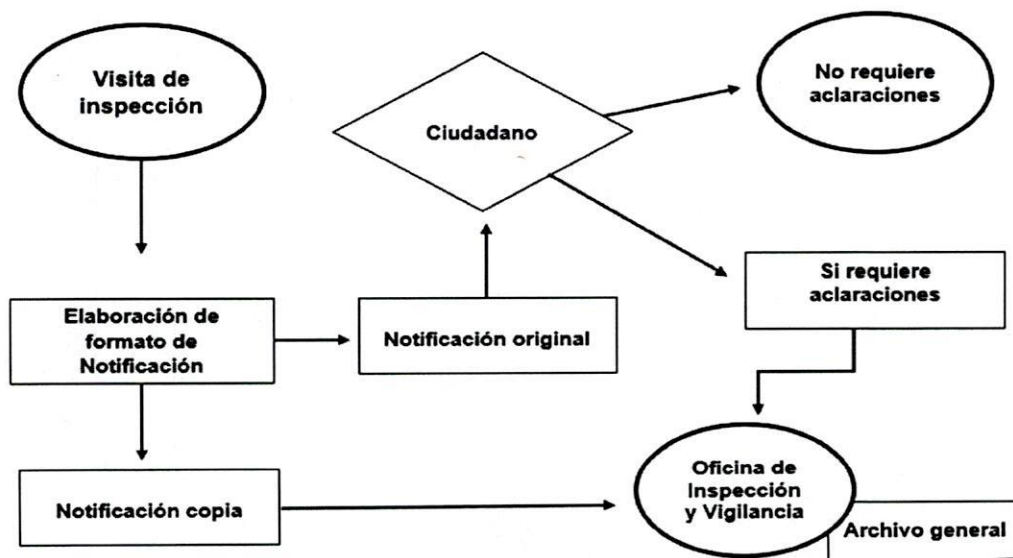 Visita de
inspección
Ciudadano
No requiere
aclaraciones
Si requiere
aclaraciones
Elaboración de
formato de
Notificación
Notificación original
Notificación copia
Oficina de
Inspección
y Vigilancia
Archivo general